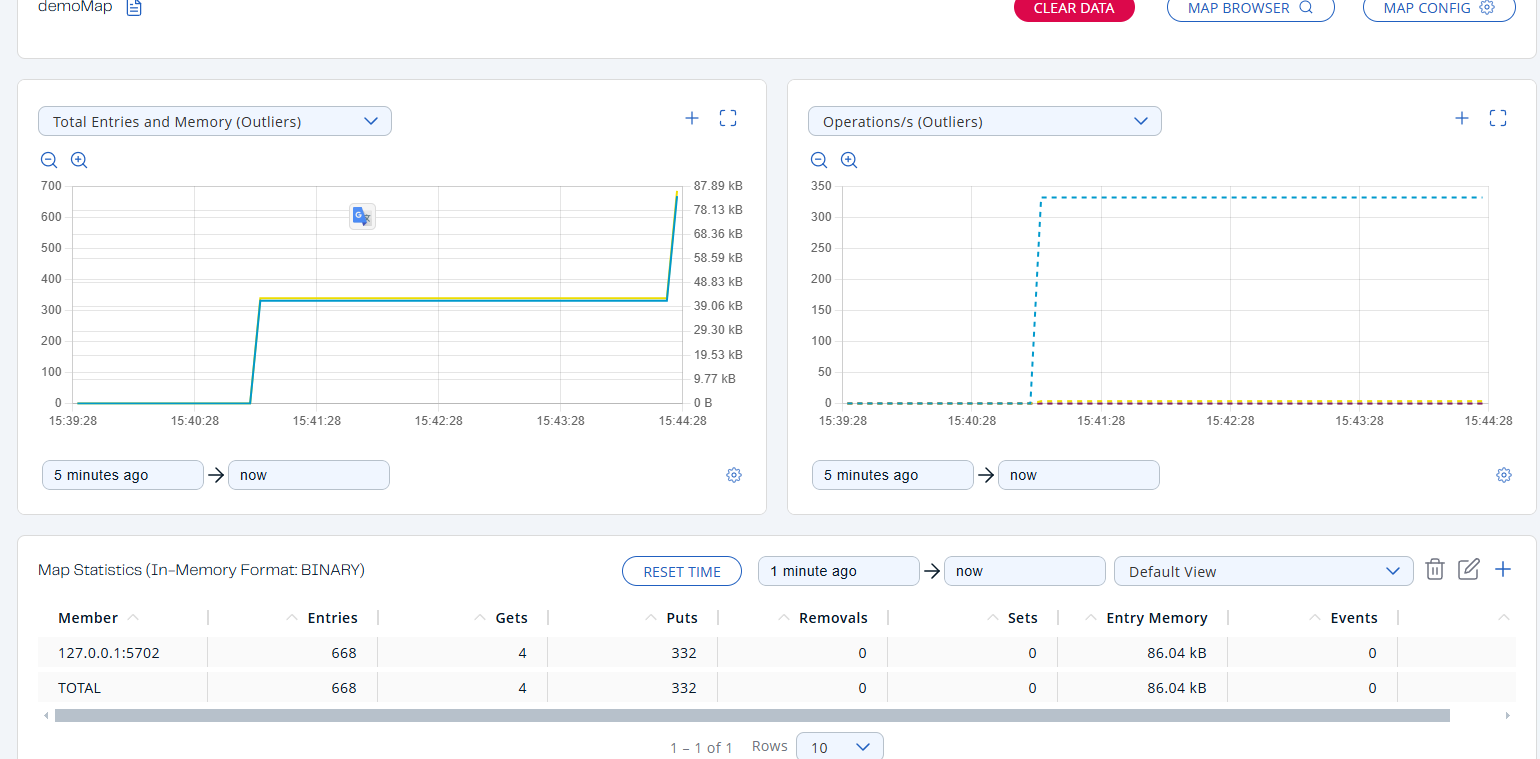 demoMap
CLEAR DATA
MAP BROWSER
MAP CONFIG
Total Entries and Memory (Outliers)
700
600
500
400
300
200
100
0
87.89 kB
78.13 kB
68.36 kB
58.59 kB
48.83 kB
39.06 kB
29.30 kB
19.53 kB
9.77 kB
0 B
15:39:28 15:40:28 15:41:28 15:42:28 15:43:28 15:44:28
5 minutes ago → now
Operations/s (Outliers)
350
300
250
200
150
100
50
0
15:39:28 15:40:28 15:41:28 15:42:28 15:43:28 15:44:28
5 minutes ago → now
Map Statistics (In-Memory Format: BINARY)
RESET TIME
1 minute ago → now
Default View
Member Entries Gets Puts Removals Sets Entry Memory Events
127.0.0.1:5702 668 4 332 0 0 86.04 kB 0
TOTAL 668 4 332 0 0 86.04 kB 0
1 – 1 of 1 Rows 10